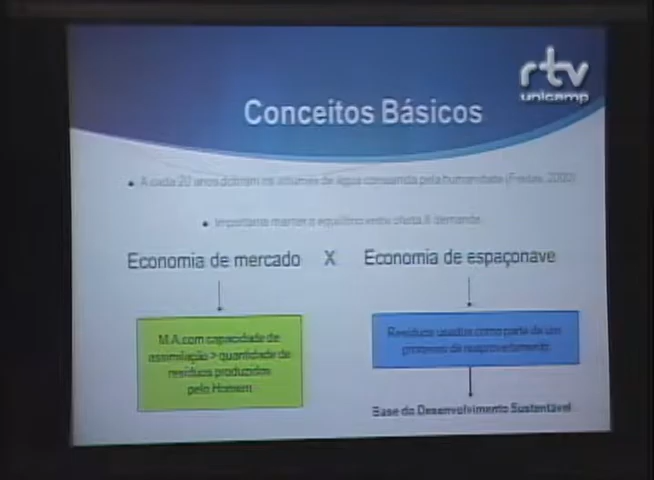 rtv
unicamp
Conceitos Básicos
• A cada 20 anos dobram os volumes de água consumida pela humanidade (Freitas, 2000)
• Importante manter o equilíbrio entre oferta X demanda
Economia de mercado X Economia de espaçonave
M.A.com capacidade de
assimilação > quantidade de
resíduos produzidos
pelo Homem
Resíduos usados como parte de um
processo de reaproveitamento
Base do Desenvolvimento Sustentável